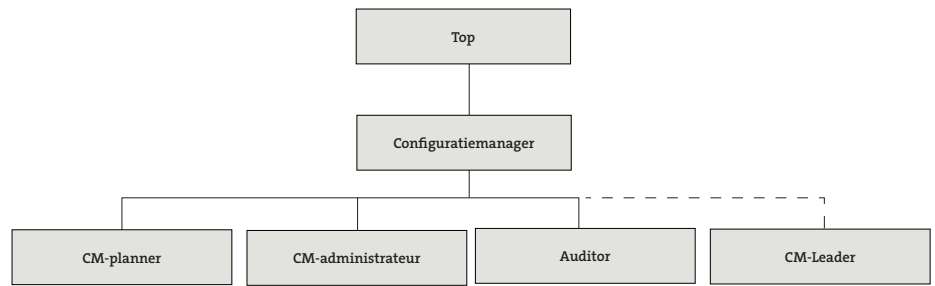 Top
Configuratiemanager
CM-planner
CM-administrateur
Auditor
CM-Leader